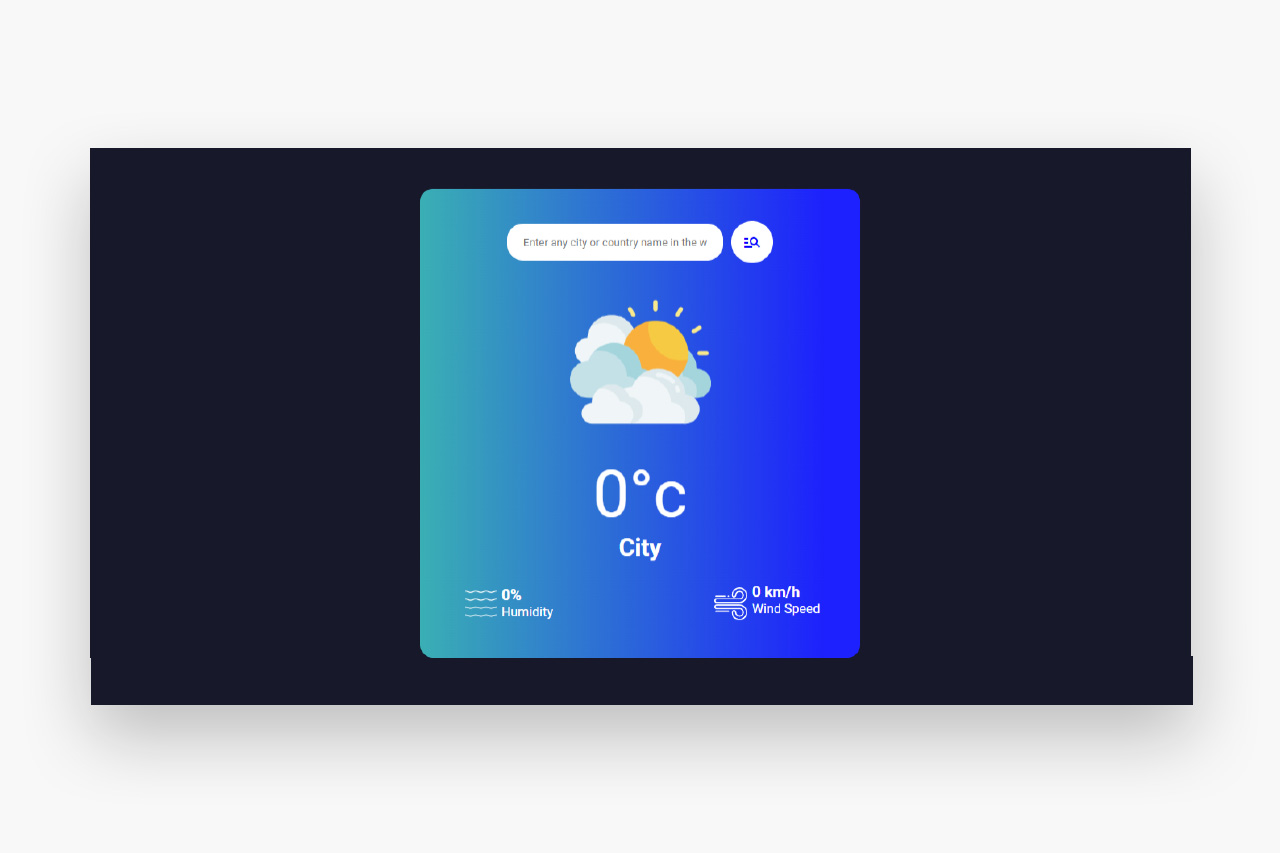 Enter any city or country name in the w
0°c
City
0%
Humidity
0 km/h
Wind Speed